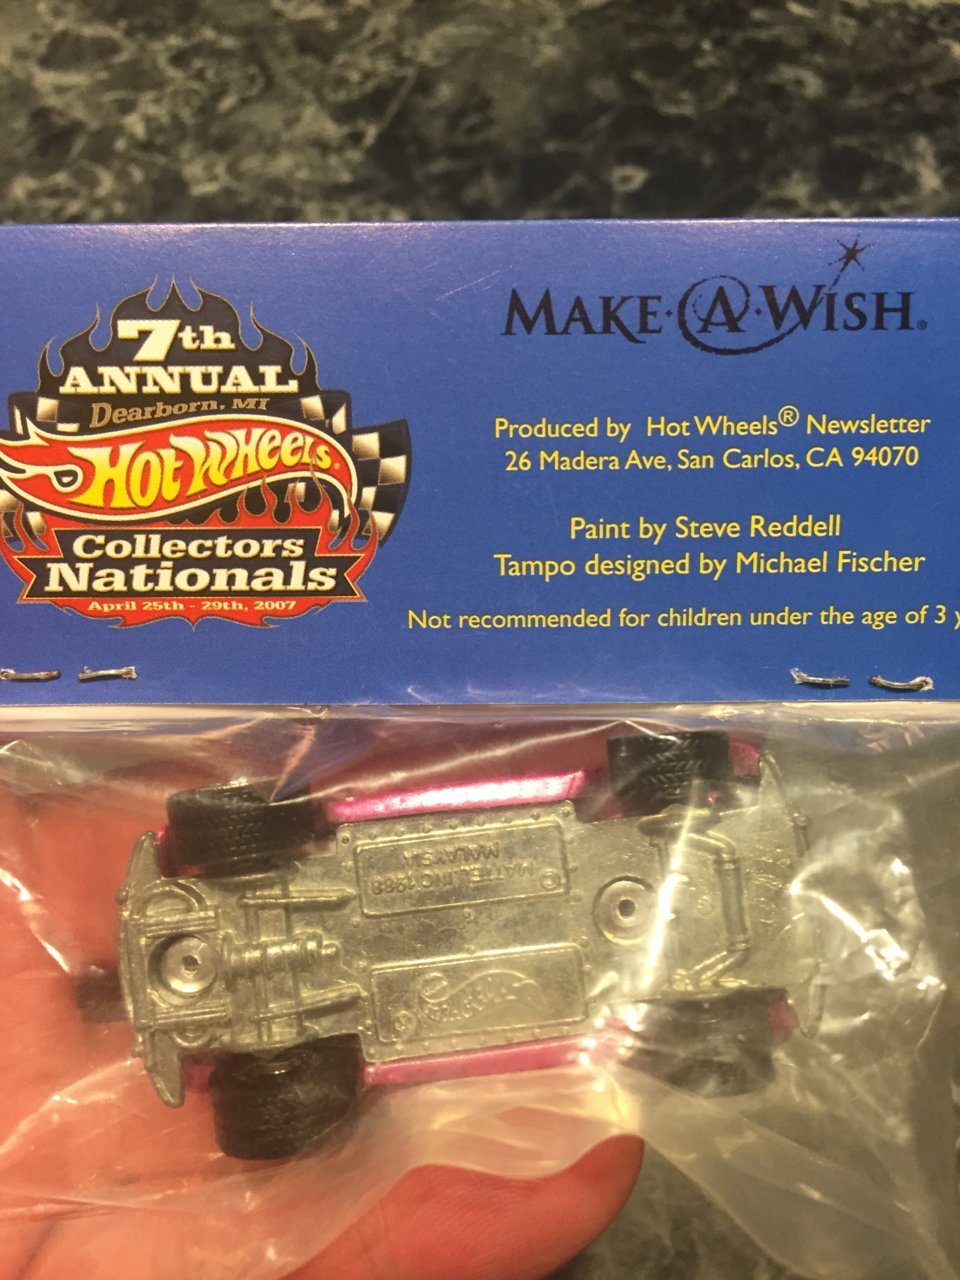 7th
ANNUAL
Dearborn, MI
HOT WHEELS®
Collectors
Nationals
April 25th - 29th, 2007
MAKE·A·WISH®
Produced by Hot Wheels® Newsletter
26 Madera Ave, San Carlos, CA 94070
Paint by Steve Reddell
Tampo designed by Michael Fischer
Not recommended for children under the age of 3 y
© MATTEL, INC 1988
MALAYSIA
HOT WHEELS